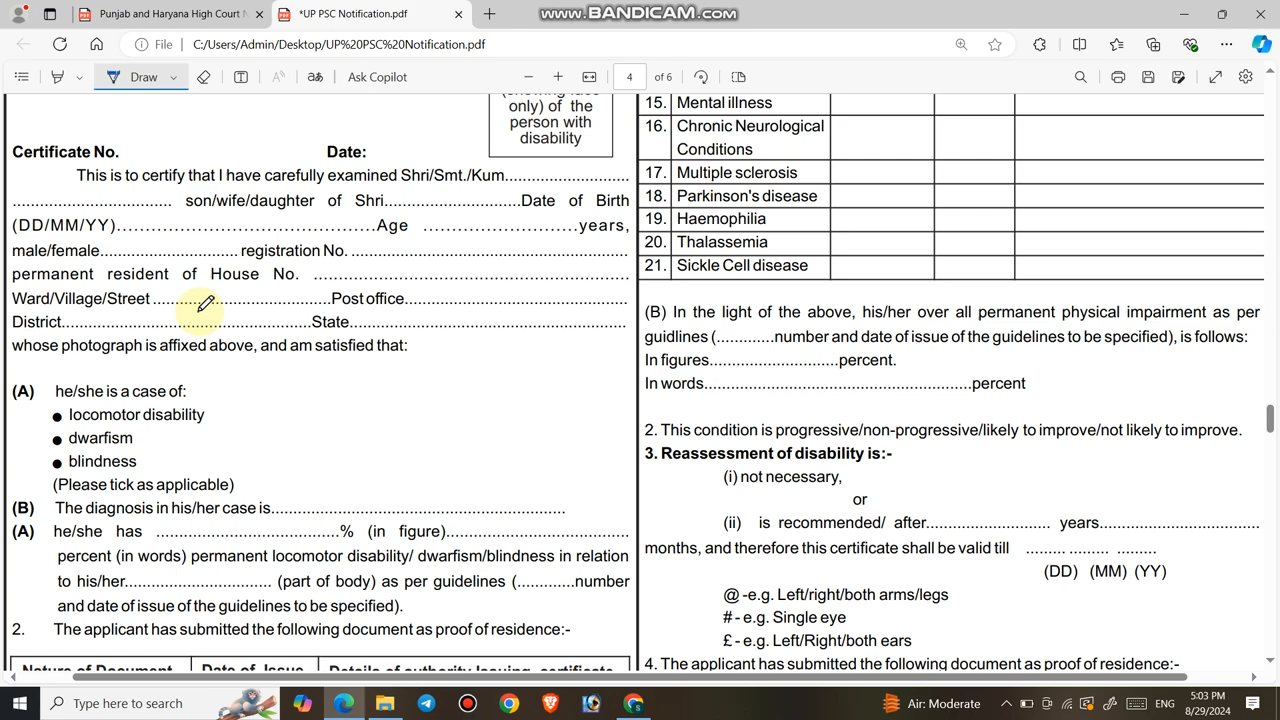 Punjab and Haryana High Court N
*UP PSC Notification.pdf
WWW.BANDICAM.COM
File
C:/Users/Admin/Desktop/UP%20PSC%20Notification.pdf
Draw
Ask Copilot
4
of 6
only) of the
person with
disability
Certificate No.
Date:
This is to certify that I have carefully examined Shri/Smt./Kum...........................
.................................. son/wife/daughter of Shri.............................Date of Birth
(DD/MM/YY).............................................Age ...........................years,
male/female.............................. registration No. ............................................................
permanent resident of House No. ....................................................................
Ward/Village/Street .......................................Post office................................................
District......................................................State............................................................
whose photograph is affixed above, and am satisfied that:
(A) he/she is a case of:
● locomotor disability
● dwarfism
● blindness
(Please tick as applicable)
(B) The diagnosis in his/her case is................................................................
(A) he/she has .......................................% (in figure).......................................
percent (in words) permanent locomotor disability/ dwarfism/blindness in relation
to his/her................................ (part of body) as per guidelines (.............number
and date of issue of the guidelines to be specified).
2. The applicant has submitted the following document as proof of residence:-
Nature of Document
Date of Issue
Details of authority Issuing certificate
15. Mental illness
16. Chronic Neurological
Conditions
17. Multiple sclerosis
18. Parkinson's disease
19. Haemophilia
20. Thalassemia
21. Sickle Cell disease
(B) In the light of the above, his/her over all permanent physical impairment as per
guidlines (.............number and date of issue of the guidelines to be specified), is follows:
In figures............................percent.
In words..........................................................percent
2. This condition is progressive/non-progressive/likely to improve/not likely to improve.
3. Reassessment of disability is:-
(i) not necessary,
or
(ii) is recommended/ after........................... years...................................
months, and therefore this certificate shall be valid till ......... ......... .........
(DD) (MM) (YY)
@ -e.g. Left/right/both arms/legs
# - e.g. Single eye
£ - e.g. Left/Right/both ears
4. The applicant has submitted the following document as proof of residence:-
Type here to search
Air: Moderate
ENG
5:03 PM
8/29/2024